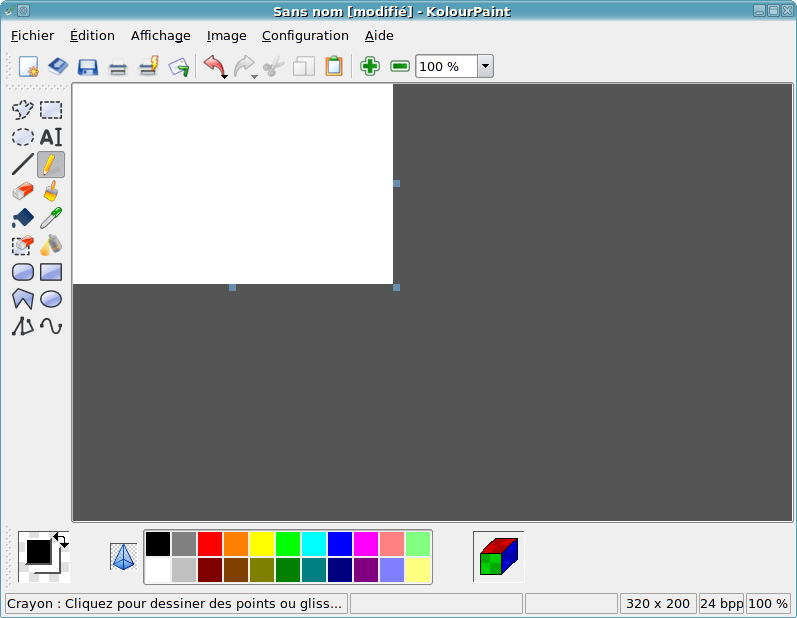 Sans nom [modifié] - KolourPaint
Fichier Édition Affichage Image Configuration Aide
100 %
AI
Crayon : Cliquez pour dessiner des points ou gliss... 320 x 200 24 bpp 100 %